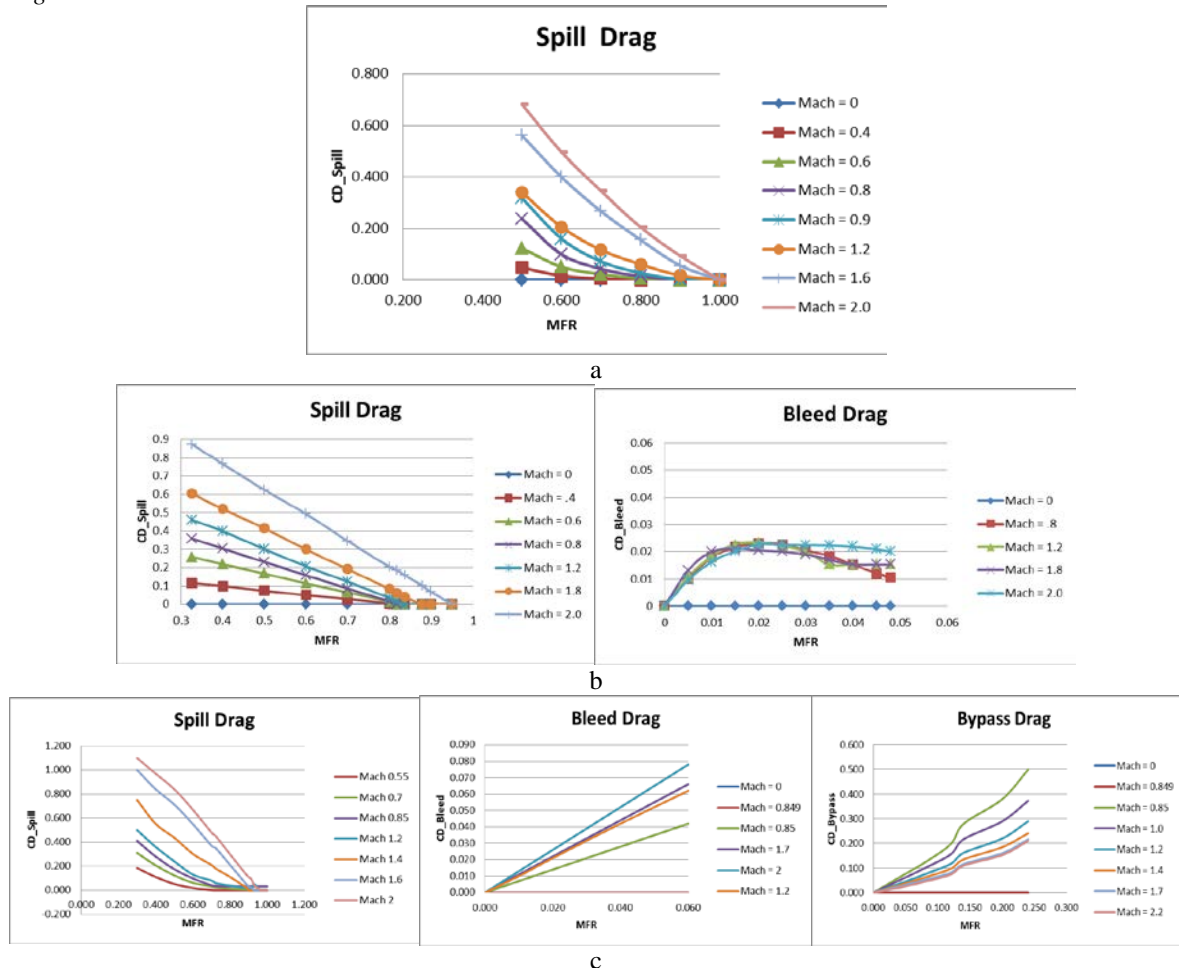 Spill Drag
0.800
0.600
0.400
0.200
0.000
CD_Spill
0.200 0.400 0.600 0.800 1.000
MFR
Mach = 0
Mach = 0.4
Mach = 0.6
Mach = 0.8
Mach = 0.9
Mach = 1.2
Mach = 1.6
Mach = 2.0
a
Spill Drag
0.9
0.8
0.7
0.6
0.5
0.4
0.3
0.2
0.1
0
CD_Spill
0.3 0.4 0.5 0.6 0.7 0.8 0.9 1
MFR
Mach = 0
Mach = .4
Mach = 0.6
Mach = 0.8
Mach = 1.2
Mach = 1.8
Mach = 2.0
Bleed Drag
0.06
0.05
0.04
0.03
0.02
0.01
0
CD_Bleed
0 0.01 0.02 0.03 0.04 0.05 0.06
MFR
Mach = 0
Mach = .8
Mach = 1.2
Mach = 1.8
Mach = 2.0
b
Spill Drag
1.200
1.000
0.800
0.600
0.400
0.200
0.000
-0.200
CD_Spill
0.000 0.200 0.400 0.600 0.800 1.000 1.200
MFR
Mach 0.55
Mach 0.7
Mach 0.85
Mach 1.2
Mach 1.4
Mach 1.6
Mach 2
Bleed Drag
0.090
0.080
0.070
0.060
0.050
0.040
0.030
0.020
0.010
0.000
CD_Bleed
0.000 0.020 0.040 0.060
MFR
Mach = 0
Mach = 0.849
Mach = 0.85
Mach = 1.7
Mach = 2
Mach = 1.2
Bypass Drag
0.600
0.500
0.400
0.300
0.200
0.100
0.000
CD_Bypass
0.000 0.050 0.100 0.150 0.200 0.250 0.300
MFR
Mach = 0
Mach = 0.849
Mach = 0.85
Mach = 1.0
Mach = 1.2
Mach = 1.4
Mach = 1.7
Mach = 2.2
c